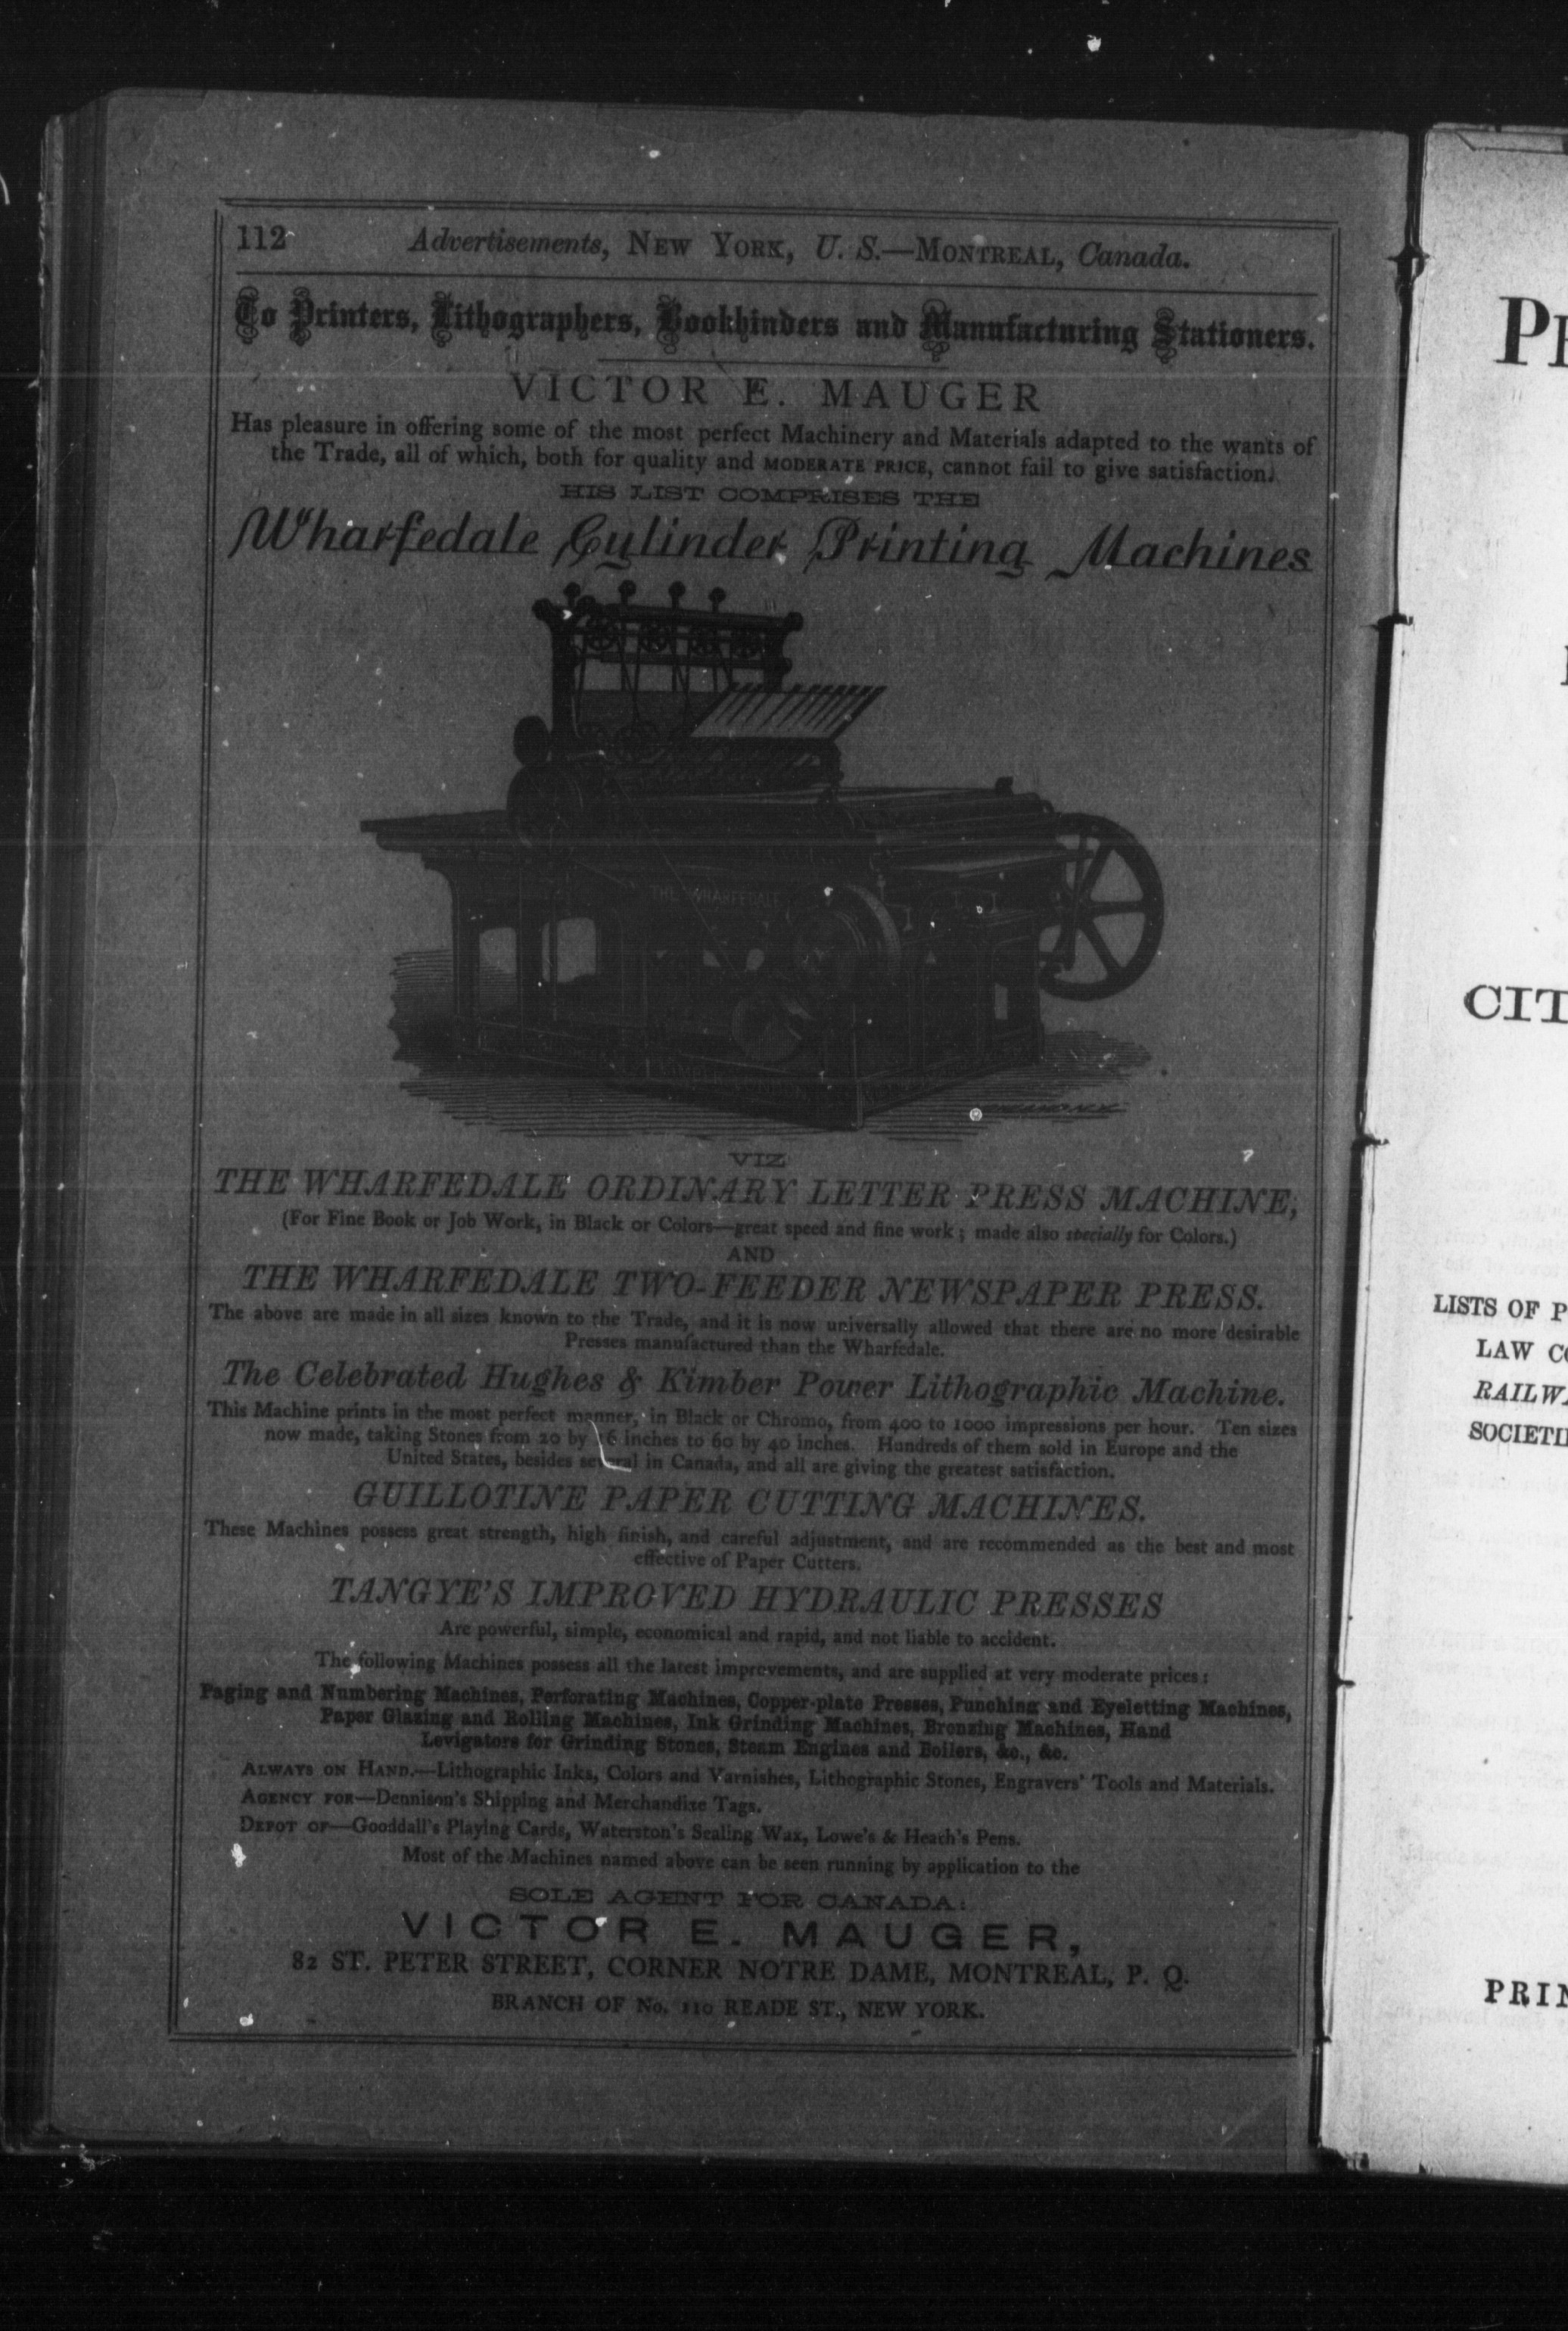 112 Advertisements, NEW YORK, U. S.—MONTREAL, Canada.
To Printers, Lithographers, Bookbinders and Manufacturing Stationers.
VICTOR E. MAUGER
Has pleasure in offering some of the most perfect Machinery and Materials adapted to the wants of
the Trade, all of which, both for quality and MODERATE PRICE, cannot fail to give satisfaction.
HIS LIST COMPRISES THE
Wharfedale Cylinder Printing Machines
THE WHARFEDALE
KIMBER
VIZ
THE WHARFEDALE ORDINARY LETTER PRESS MACHINE,
(For Fine Book or Job Work, in Black or Colors—great speed and fine work; made also specially for Colors.)
AND
THE WHARFEDALE TWO-FEEDER NEWSPAPER PRESS.
The above are made in all sizes known to the Trade, and it is now universally allowed that there are no more desirable
Presses manufactured than the Wharfedale.
The Celebrated Hughes & Kimber Power Lithographic Machine.
This Machine prints in the most perfect manner, in Black or Chromo, from 400 to 1000 impressions per hour. Ten sizes
now made, taking Stones from 20 by 16 inches to 60 by 40 inches. Hundreds of them sold in Europe and the
United States, besides several in Canada, and all are giving the greatest satisfaction.
GUILLOTINE PAPER CUTTING MACHINES.
These Machines possess great strength, high finish, and careful adjustment, and are recommended as the best and most
effective of Paper Cutters.
TANGYE'S IMPROVED HYDRAULIC PRESSES
Are powerful, simple, economical and rapid, and not liable to accident.
The following Machines possess all the latest improvements, and are supplied at very moderate prices:
Paging and Numbering Machines, Perforating Machines, Copper-plate Presses, Punching and Eyeletting Machines,
Paper Glazing and Rolling Machines, Ink Grinding Machines, Bronzing Machines, Hand
Levigators for Grinding Stones, Steam Engines and Boilers, &c., &c.
ALWAYS ON HAND.—Lithographic Inks, Colors and Varnishes, Lithographic Stones, Engravers' Tools and Materials.
AGENCY FOR—Dennison's Shipping and Merchandize Tags.
DEPOT OF—Gooddall's Playing Cards, Waterston's Sealing Wax, Lowe's & Heath's Pens.
Most of the Machines named above can be seen running by application to the
SOLE AGENT FOR CANADA:
VICTOR E. MAUGER,
82 ST. PETER STREET, CORNER NOTRE DAME, MONTREAL, P. Q.
BRANCH OF No. 110 READE ST., NEW YORK.
CIT
LISTS OF P
LAW CO
RAILWA
SOCIETI
PRIN